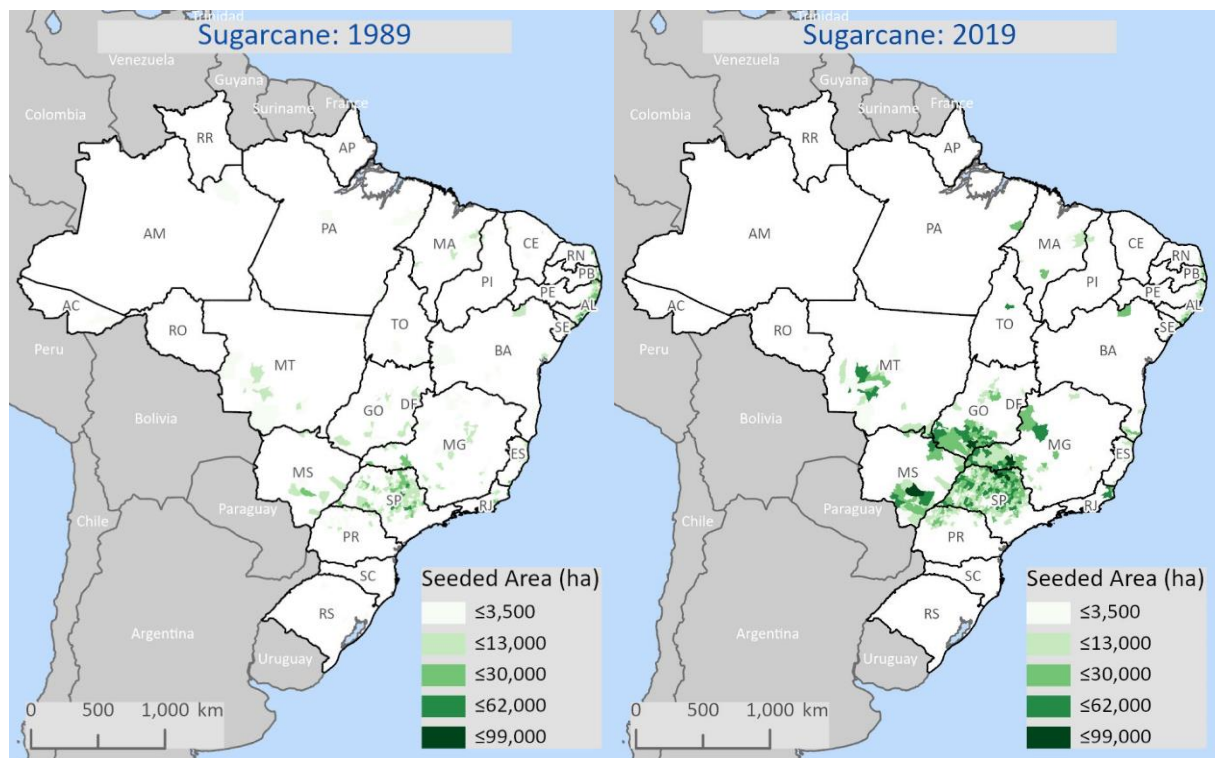 Trinidad
Sugarcane: 1989
Venezuela
Guyana
Colombia
Suriname
France
RR
AP
AM
PA
MA
CE
RN
PB
PI
PE
AL
AC
SE
TO
RO
BA
Peru
MT
DF
GO
Bolivia
MG
ES
MS
SP
Paraguay
RJ
Chile
PR
SC
RS
Argentina
Uruguay
Seeded Area (ha)
≤3,500
≤13,000
≤30,000
≤62,000
≤99,000
0 500 1,000 km
Trinidad
Sugarcane: 2019
Venezuela
Guyana
Colombia
Suriname
France
RR
AP
AM
PA
MA
CE
RN
PB
PI
PE
AL
AC
SE
TO
RO
BA
Peru
MT
DF
GO
Bolivia
MG
ES
MS
SP
Paraguay
RJ
Chile
PR
SC
RS
Argentina
Uruguay
Seeded Area (ha)
≤3,500
≤13,000
≤30,000
≤62,000
≤99,000
0 500 1,000 km